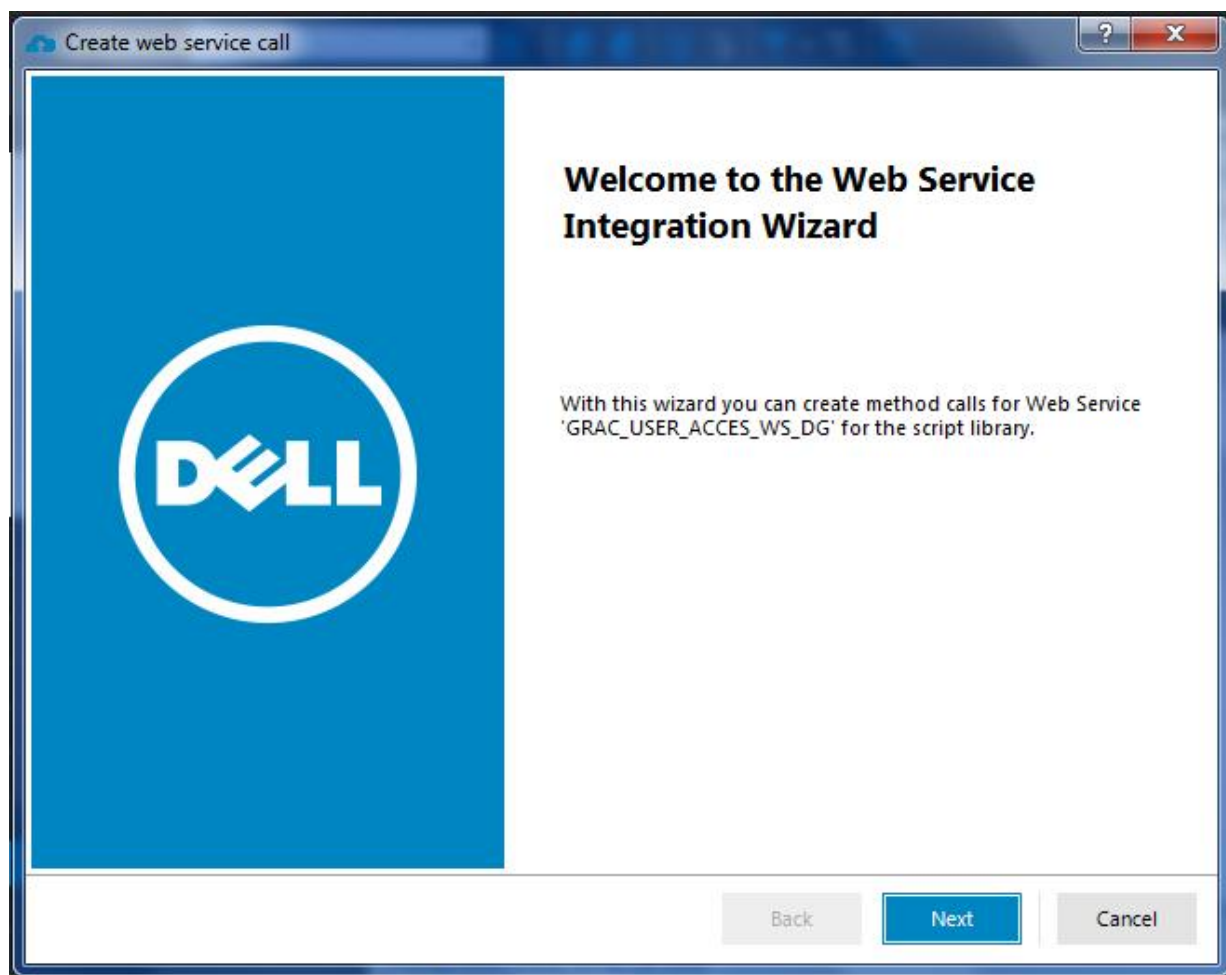 Create web service call
?
X
Welcome to the Web Service
Integration Wizard
With this wizard you can create method calls for Web Service
'GRAC_USER_ACCES_WS_DG' for the script library.
DELL
Back
Next
Cancel